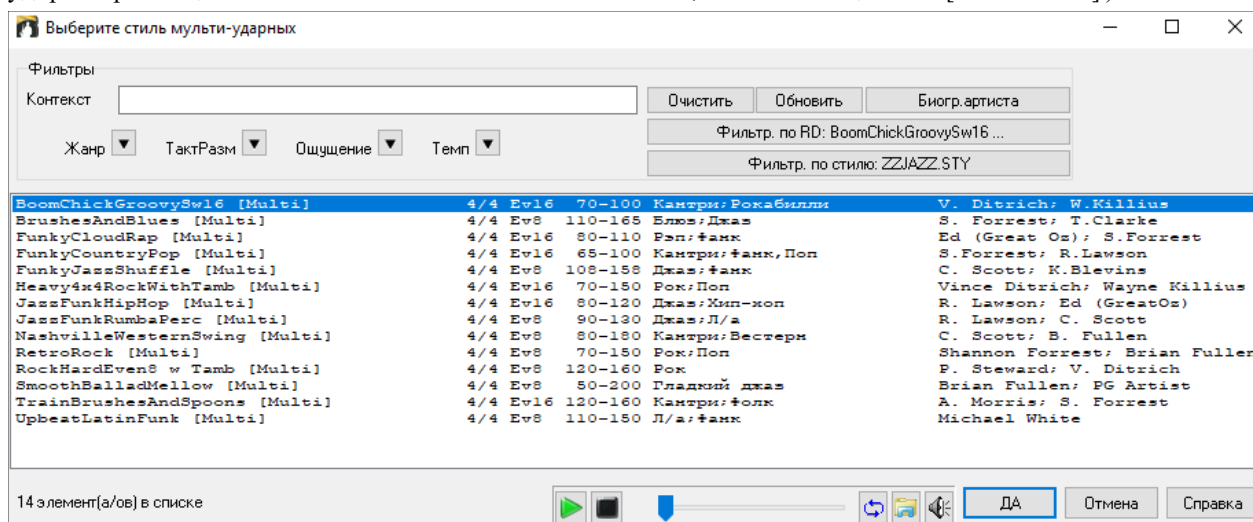 Выберите стиль мульти-ударных
Фильтры
Контекст Очистить Обновить Биогр.артиста
Жанр ТактРазм Ощущение Темп Фильтр. по RD: BoomChickGroovySw16 ...
Фильтр. по стилю: ZZJAZZ.STY
BoomChickGroovySw16 [Multi] 4/4 Ev16 70-100 Кантри;Рокабилли V. Ditrich; W.Killius
BrushesAndBlues [Multi] 4/4 Ev8 110-165 Блюз;Джаз S. Forrest; T.Clarke
FunkyCloudRap [Multi] 4/4 Ev16 80-110 Рэп;Фанк Ed (Great Oz); S.Forrest
FunkyCountryPop [Multi] 4/4 Ev16 65-100 Кантри;Фанк,Поп S.Forrest; R.Lawson
FunkyJazzShuffle [Multi] 4/4 Ev8 108-158 Джаз;Фанк C. Scott; K.Blevins
Heavy4x4RockWithTamb [Multi] 4/4 Ev16 70-150 Рок;Поп Vince Ditrich; Wayne Killius
JazzFunkHipHop [Multi] 4/4 Ev16 80-120 Джаз;Хип-хоп R. Lawson; Ed (GreatOz)
JazzFunkRumbaPerc [Multi] 4/4 Ev8 90-130 Джаз;Л/а R. Lawson; C. Scott
NashvilleWesternSwing [Multi] 4/4 Ev8 80-180 Кантри;Вестерн C. Scott; B. Fullen
RetroRock [Multi] 4/4 Ev8 70-150 Рок;Поп Shannon Forrest; Brian Fullen
RockHardEven8 w Tamb [Multi] 4/4 Ev8 120-160 Рок P. Steward; V. Ditrich
SmoothBalladMellow [Multi] 4/4 Ev8 50-200 Гладкий джаз Brian Fullen; PG Artist
TrainBrushesAndSpoons [Multi] 4/4 Ev16 120-160 Кантри;Фолк A. Morris; S. Forrest
UpbeatLatinFunk [Multi] 4/4 Ev8 110-150 Л/а;Фанк Michael White
14 элемент(а/ов) в списке ДА Отмена Справка